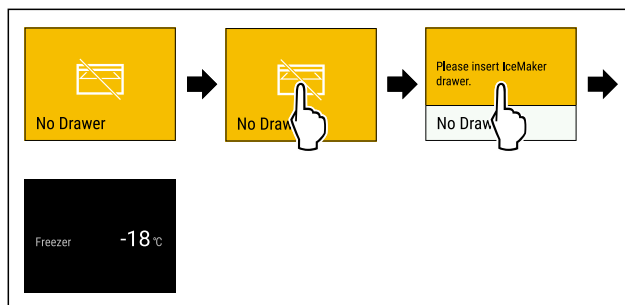 No Drawer
No Draw
Please insert IceMaker
drawer.
No Draw
Freezer -18 °C